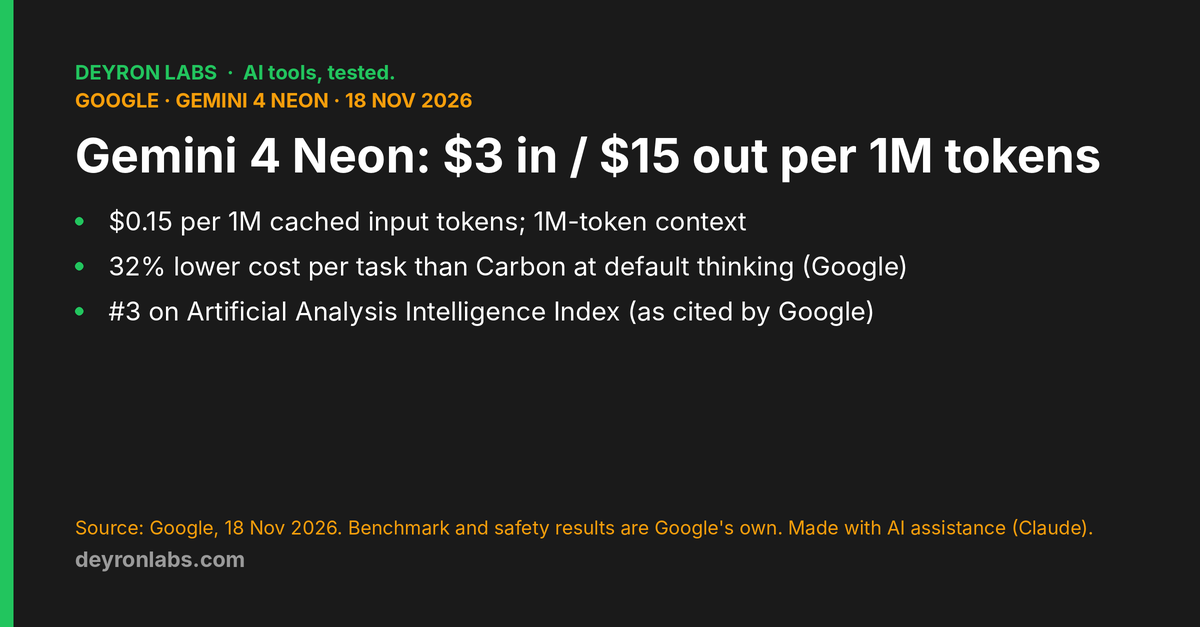 DEYRON LABS · AI tools, tested.
GOOGLE · GEMINI 4 NEON · 18 NOV 2026
Gemini 4 Neon: $3 in / $15 out per 1M tokens
• $0.15 per 1M cached input tokens; 1M-token context
• 32% lower cost per task than Carbon at default thinking (Google)
• #3 on Artificial Analysis Intelligence Index (as cited by Google)
Source: Google, 18 Nov 2026. Benchmark and safety results are Google's own. Made with AI assistance (Claude).
deyronlabs.com